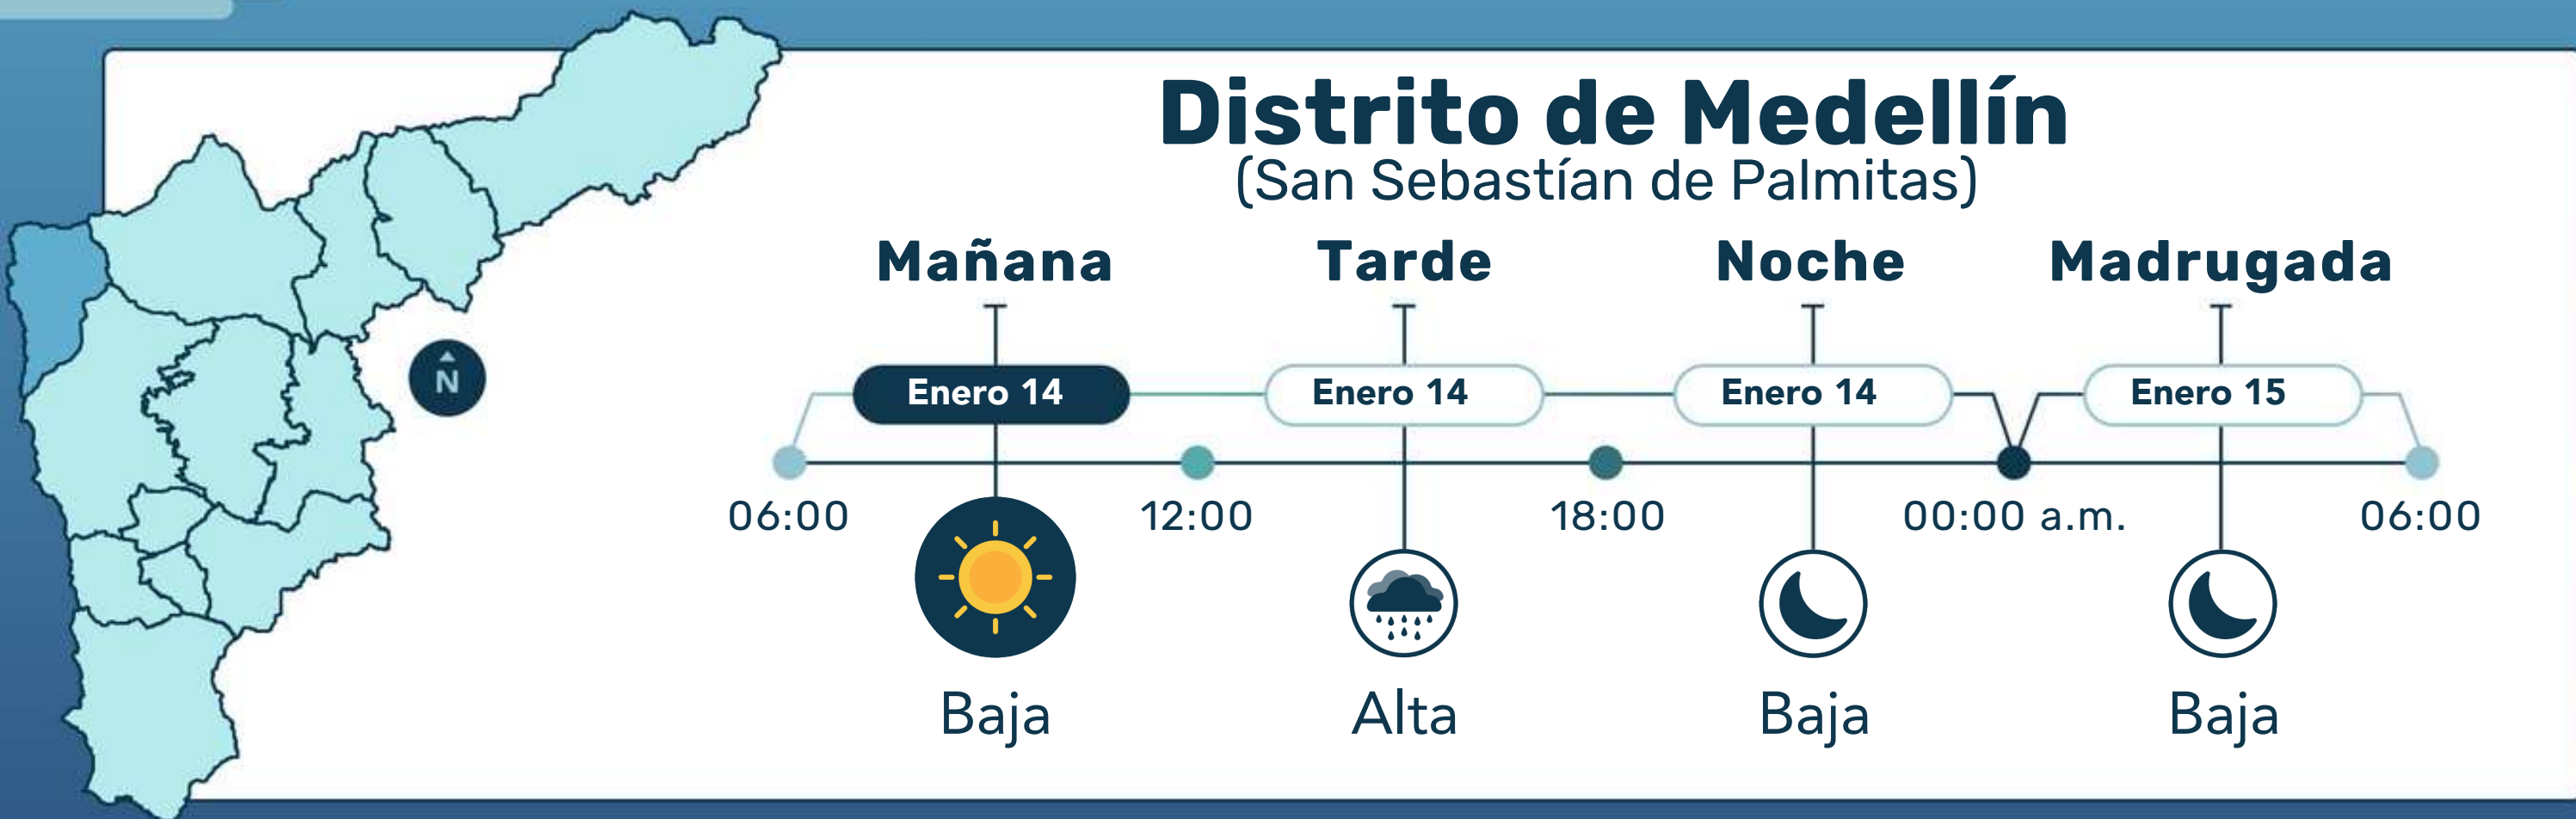 Distrito de Medellín
(San Sebastían de Palmitas)
Mañana Tarde Noche Madrugada
N
Enero 14 Enero 14 Enero 14 Enero 15
06:00 12:00 18:00 00:00 a.m. 06:00
Baja Alta Baja Baja